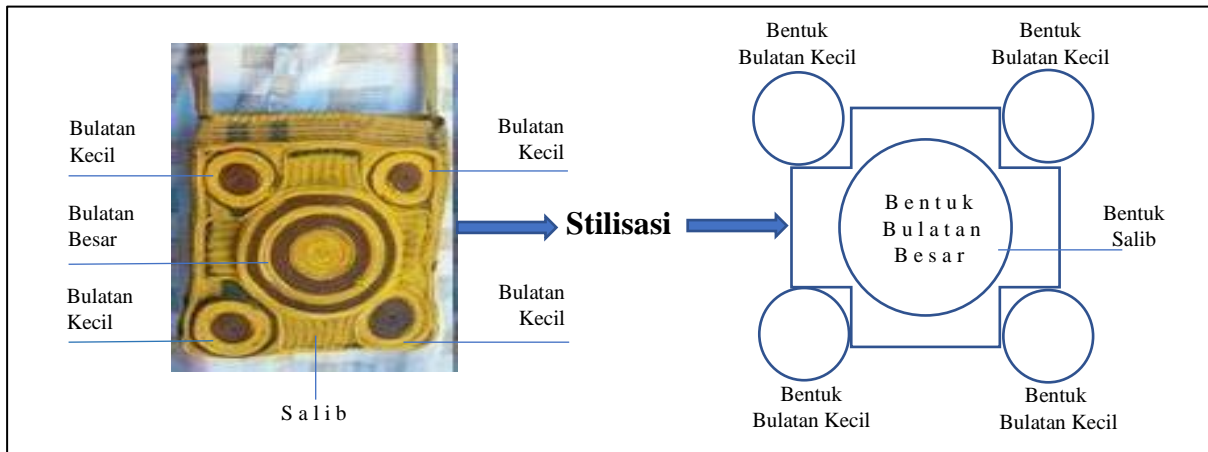 Bulatan
Kecil
Bulatan
Besar
Bulatan
Kecil
Bulatan
Kecil
Bulatan
Kecil
S a l i b
Stilisasi
Bentuk
Bulatan Kecil
Bentuk
Bulatan Kecil
B e n t u k
B u l a t a n
B e s a r
Bentuk
Salib
Bentuk
Bulatan Kecil
Bentuk
Bulatan Kecil